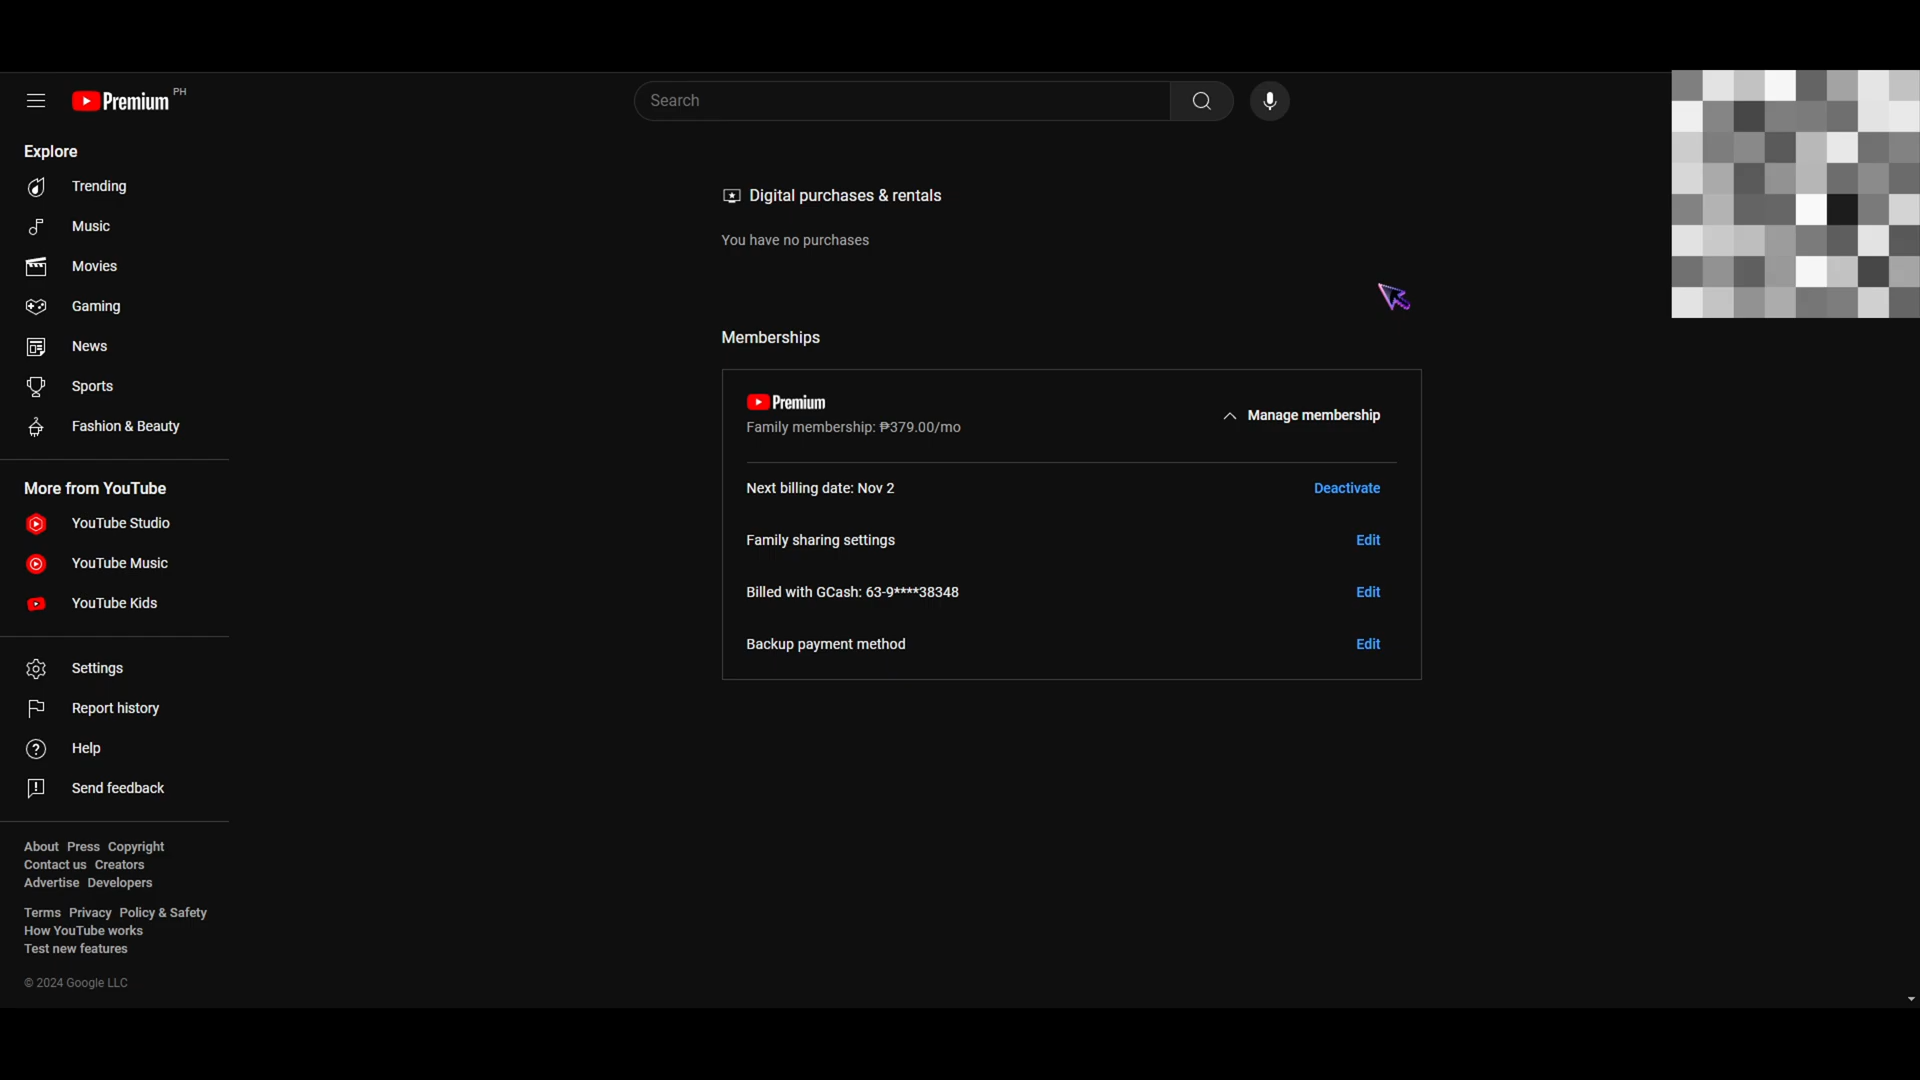 Premium PH
Search
Explore
Trending
Music
Movies
Gaming
News
Sports
Fashion & Beauty
More from YouTube
YouTube Studio
YouTube Music
YouTube Kids
Settings
Report history
Help
Send feedback
About Press Copyright
Contact us Creators
Advertise Developers
Terms Privacy Policy & Safety
How YouTube works
Test new features
© 2024 Google LLC
Digital purchases & rentals
You have no purchases
Memberships
Premium
Family membership: ₱379.00/mo
Manage membership
Next billing date: Nov 2
Deactivate
Family sharing settings
Edit
Billed with GCash: 63-9****38348
Edit
Backup payment method
Edit